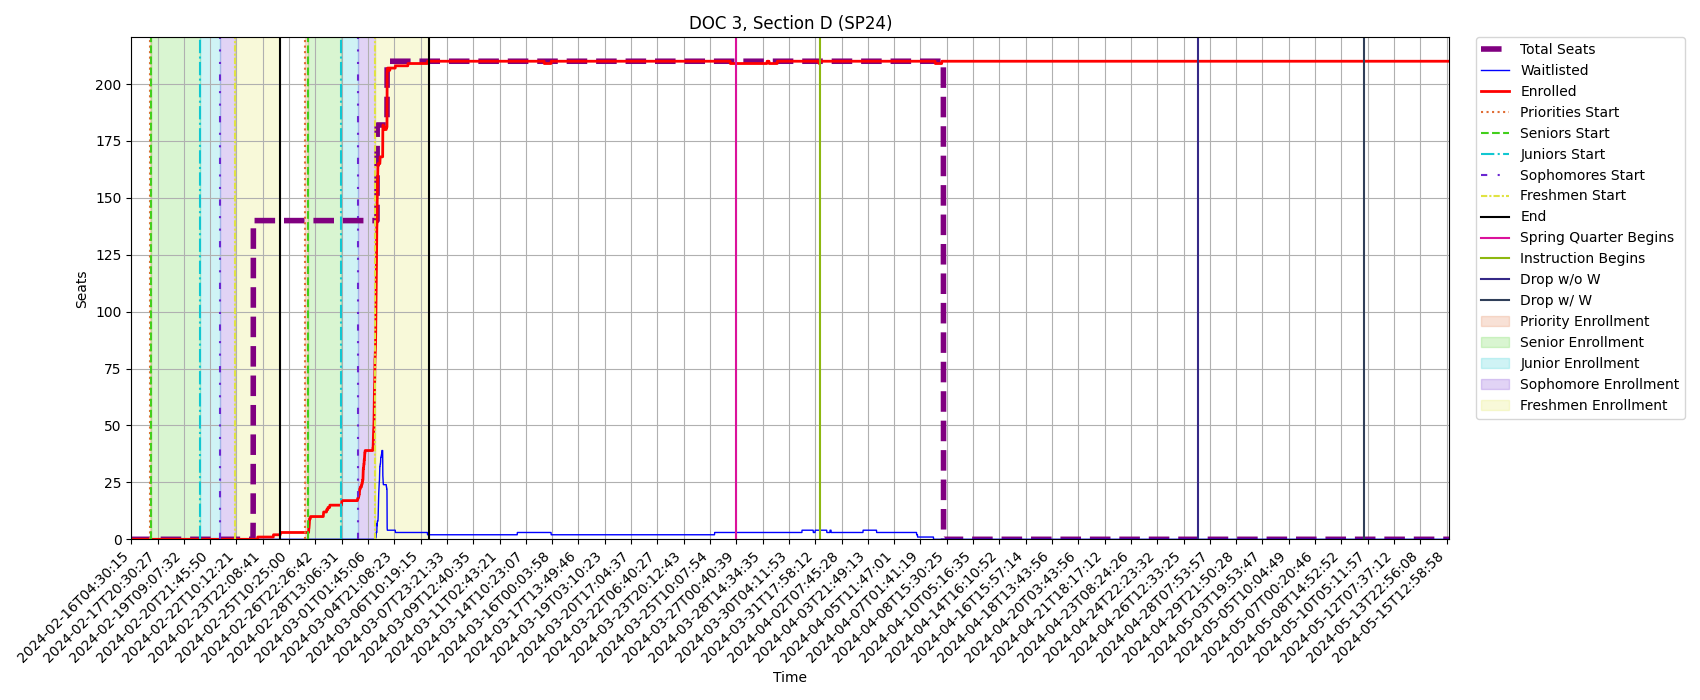 DOC 3, Section D (SP24)
Seats
200
175
150
125
100
75
50
25
0
2024-02-16T04:30:15
2024-02-17T20:30:27
2024-02-19T09:07:32
2024-02-20T21:45:50
2024-02-22T10:12:21
2024-02-23T22:08:41
2024-02-25T10:25:00
2024-02-26T22:26:42
2024-02-28T13:06:31
2024-03-01T01:45:06
2024-03-04T21:08:23
2024-03-06T10:19:15
2024-03-07T23:21:33
2024-03-09T11:40:35
2024-03-11T02:43:21
2024-03-14T10:23:07
2024-03-16T00:03:58
2024-03-17T13:49:46
2024-03-19T03:10:23
2024-03-20T17:04:37
2024-03-22T06:40:27
2024-03-23T20:12:43
2024-03-25T10:07:54
2024-03-27T00:40:39
2024-03-28T14:34:35
2024-03-30T04:11:53
2024-03-31T17:58:12
2024-04-02T07:45:28
2024-04-03T21:49:13
2024-04-05T11:47:01
2024-04-07T01:41:19
2024-04-08T15:30:25
2024-04-10T05:16:35
2024-04-14T16:10:52
2024-04-16T15:57:14
2024-04-18T13:43:56
2024-04-20T03:43:56
2024-04-21T18:17:12
2024-04-23T08:24:26
2024-04-24T22:23:32
2024-04-26T12:33:25
2024-04-28T07:53:57
2024-04-29T21:50:28
2024-05-03T19:53:47
2024-05-05T10:04:49
2024-05-07T00:20:46
2024-05-08T14:52:52
2024-05-10T05:11:57
2024-05-12T07:37:12
2024-05-13T22:56:08
2024-05-15T12:58:58
Time
Total Seats
Waitlisted
Enrolled
Priorities Start
Seniors Start
Juniors Start
Sophomores Start
Freshmen Start
End
Spring Quarter Begins
Instruction Begins
Drop w/o W
Drop w/ W
Priority Enrollment
Senior Enrollment
Junior Enrollment
Sophomore Enrollment
Freshmen Enrollment